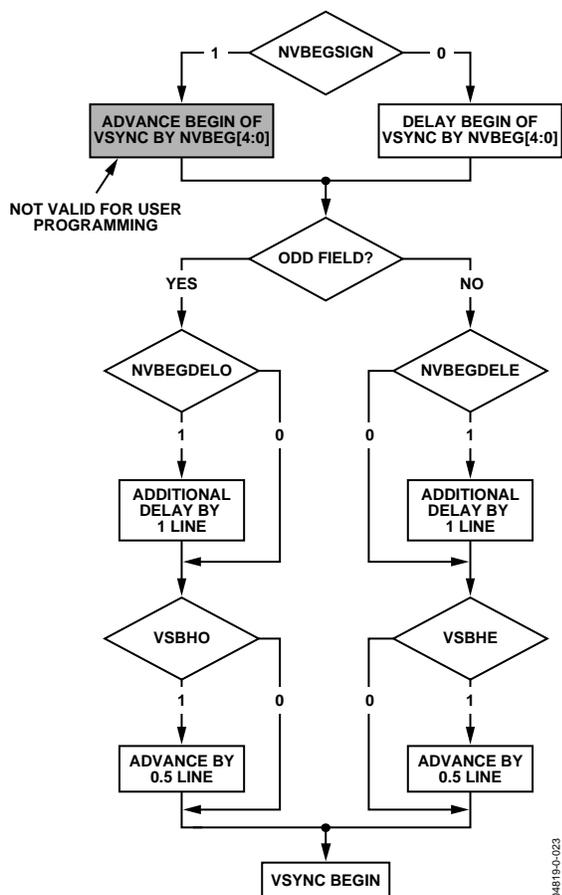 NVBEGSIGN
1
0
ADVANCE BEGIN OF
VSYNC BY NVBEG[4:0]
DELAY BEGIN OF
VSYNC BY NVBEG[4:0]
NOT VALID FOR USER
PROGRAMMING
ODD FIELD?
YES
NO
NVBEGDELO
NVBEGDELE
1
0
0
1
ADDITIONAL
DELAY BY
1 LINE
ADDITIONAL
DELAY BY
1 LINE
VSBHO
VSBHE
1
0
0
1
ADVANCE BY
0.5 LINE
ADVANCE BY
0.5 LINE
VSYNC BEGIN
04819-0-023